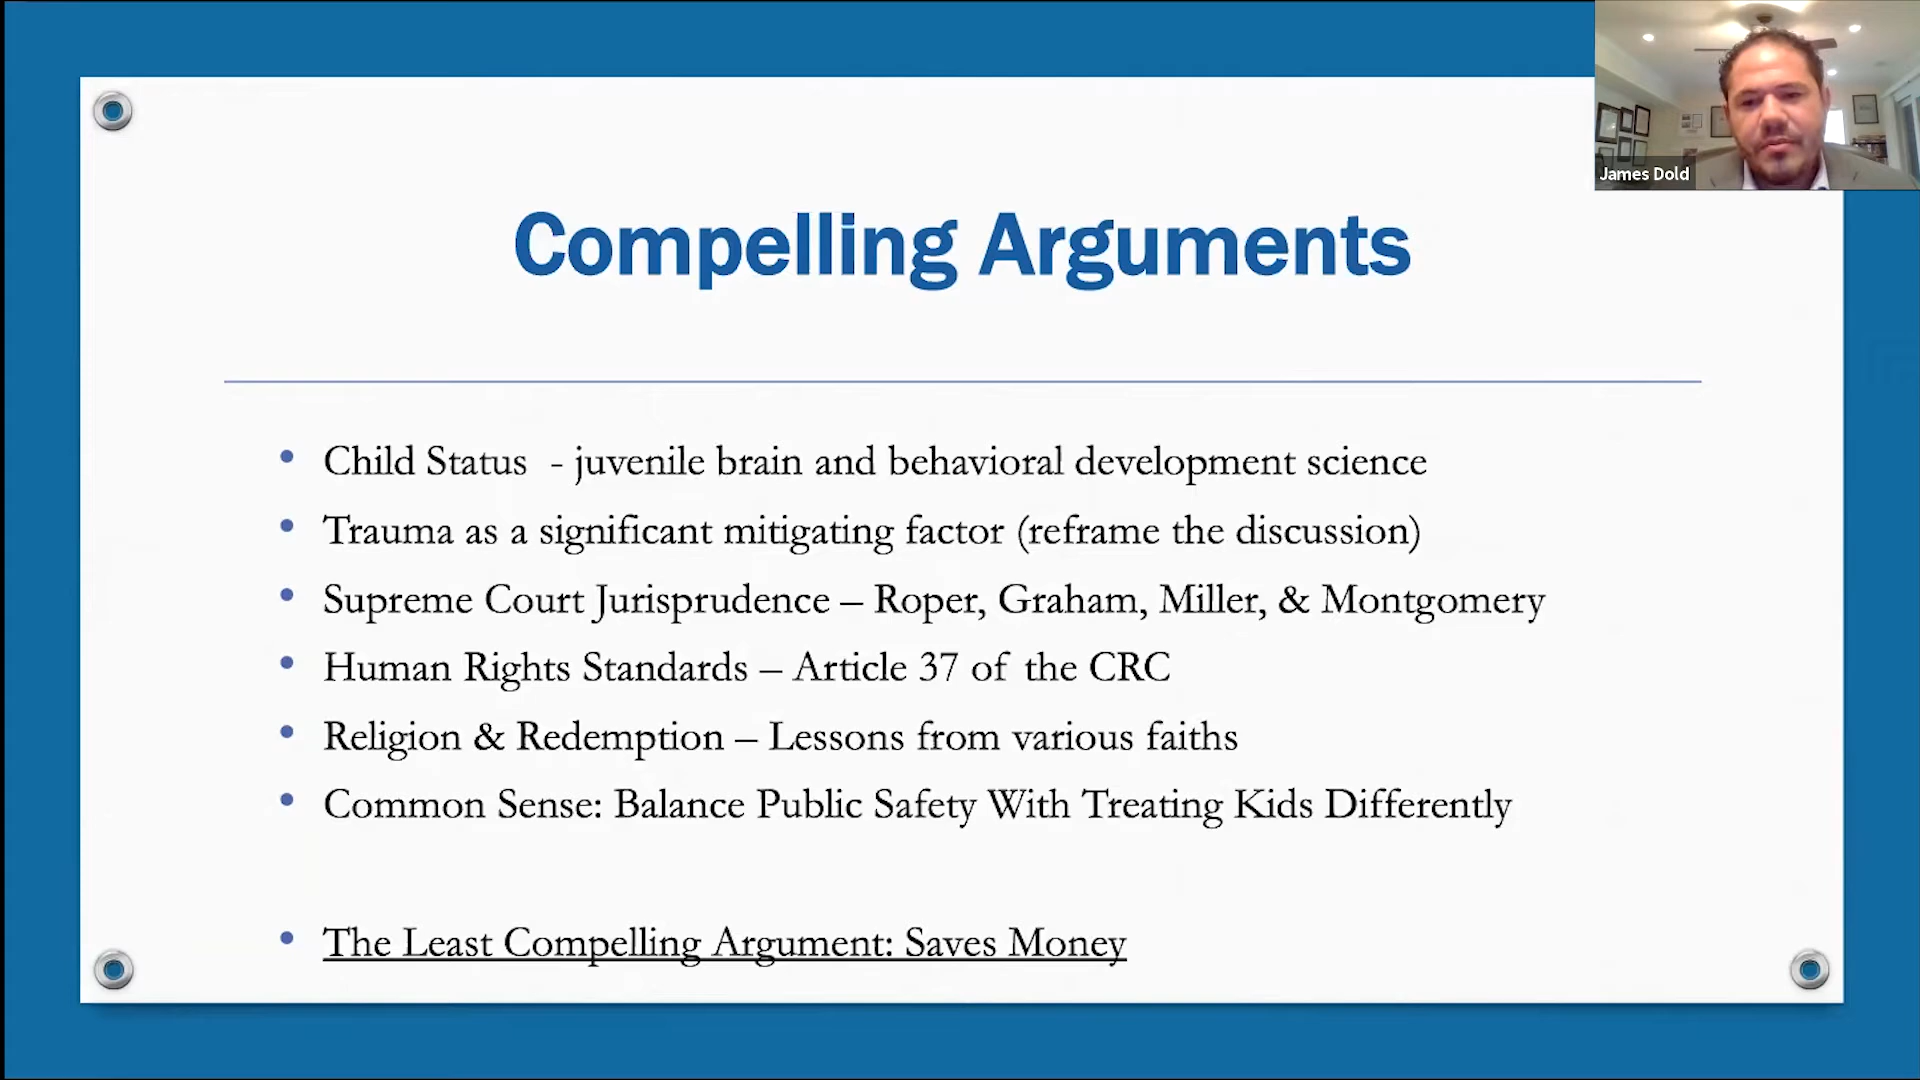 James Dold
Compelling Arguments
• Child Status - juvenile brain and behavioral development science
• Trauma as a significant mitigating factor (reframe the discussion)
• Supreme Court Jurisprudence – Roper, Graham, Miller, & Montgomery
• Human Rights Standards – Article 37 of the CRC
• Religion & Redemption – Lessons from various faiths
• Common Sense: Balance Public Safety With Treating Kids Differently
• The Least Compelling Argument: Saves Money